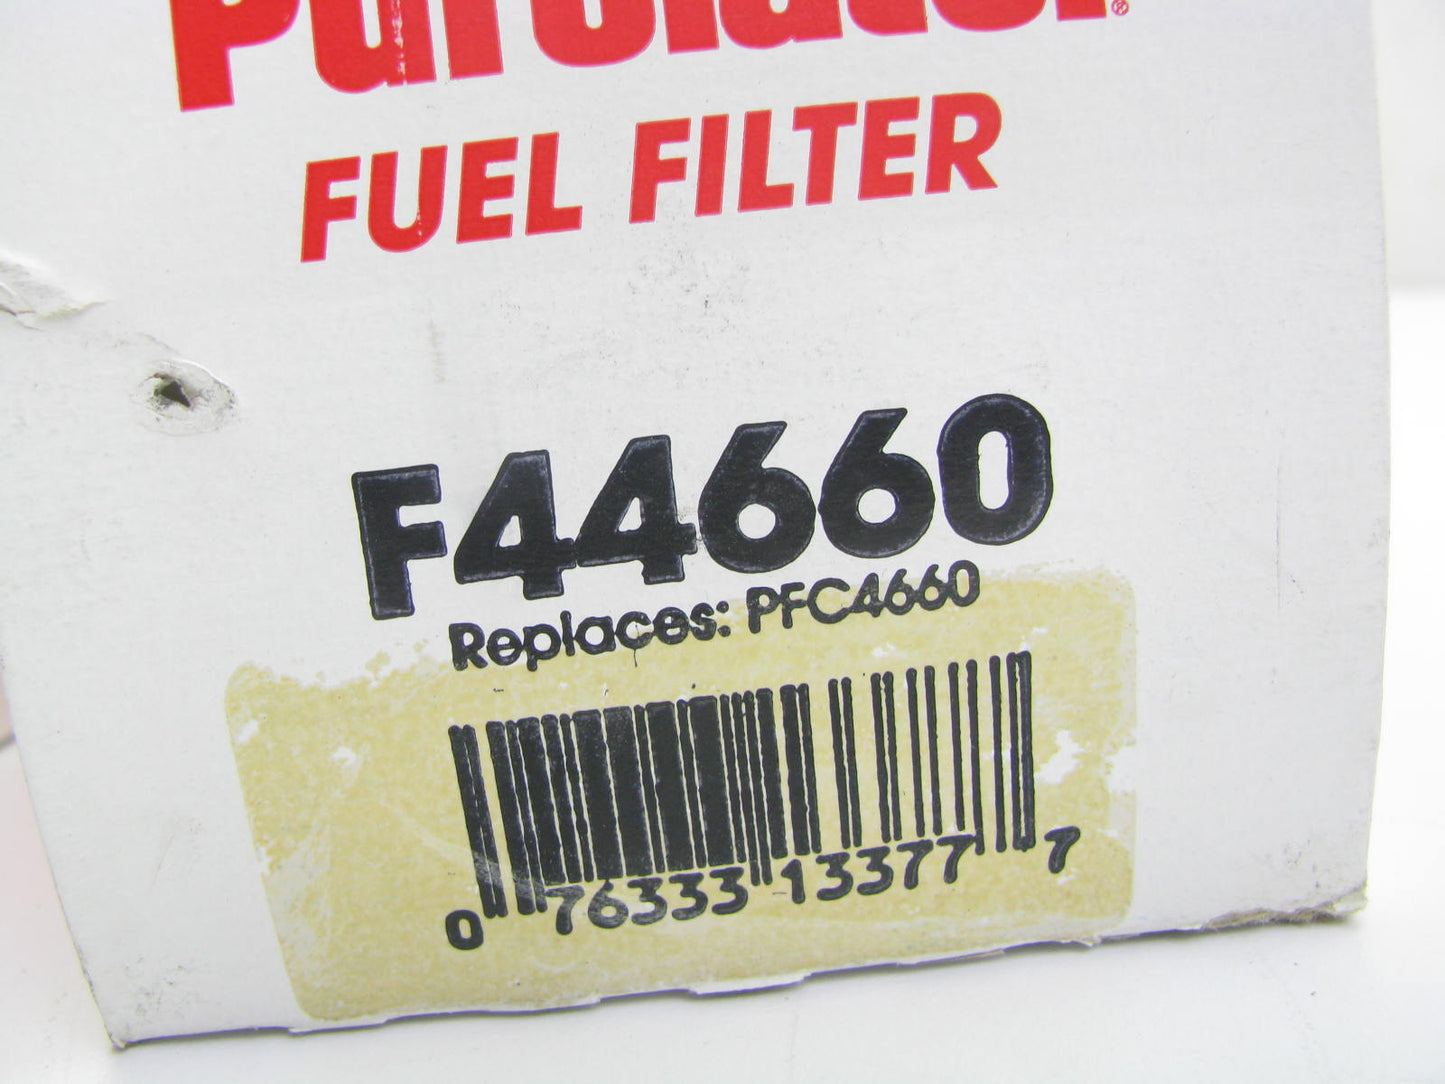 Purolator®
FUEL FILTER
F44660
Replaces: PFC4660
0 76333 13377 7